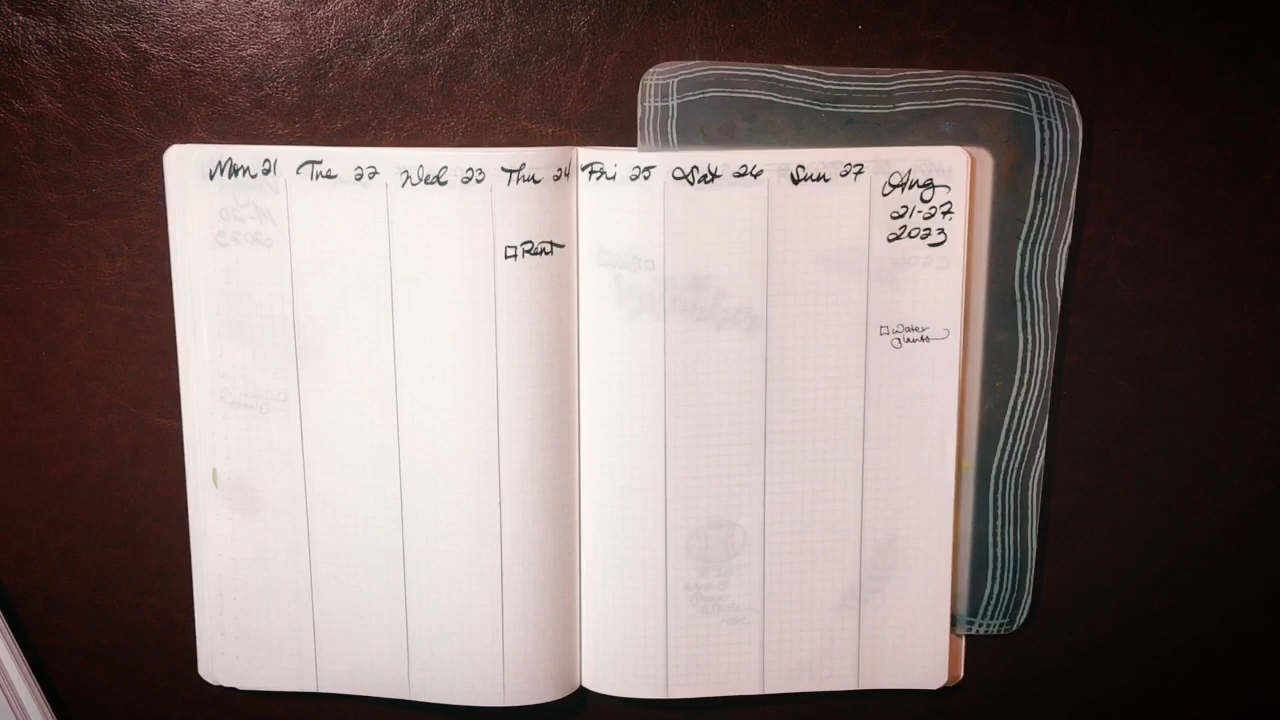 Mon 21 Tue 22 Wed 23 Thu 24 Fri 25 Sat 26 Sun 27
Aug
21-27.
2023
Rent
Water
plants